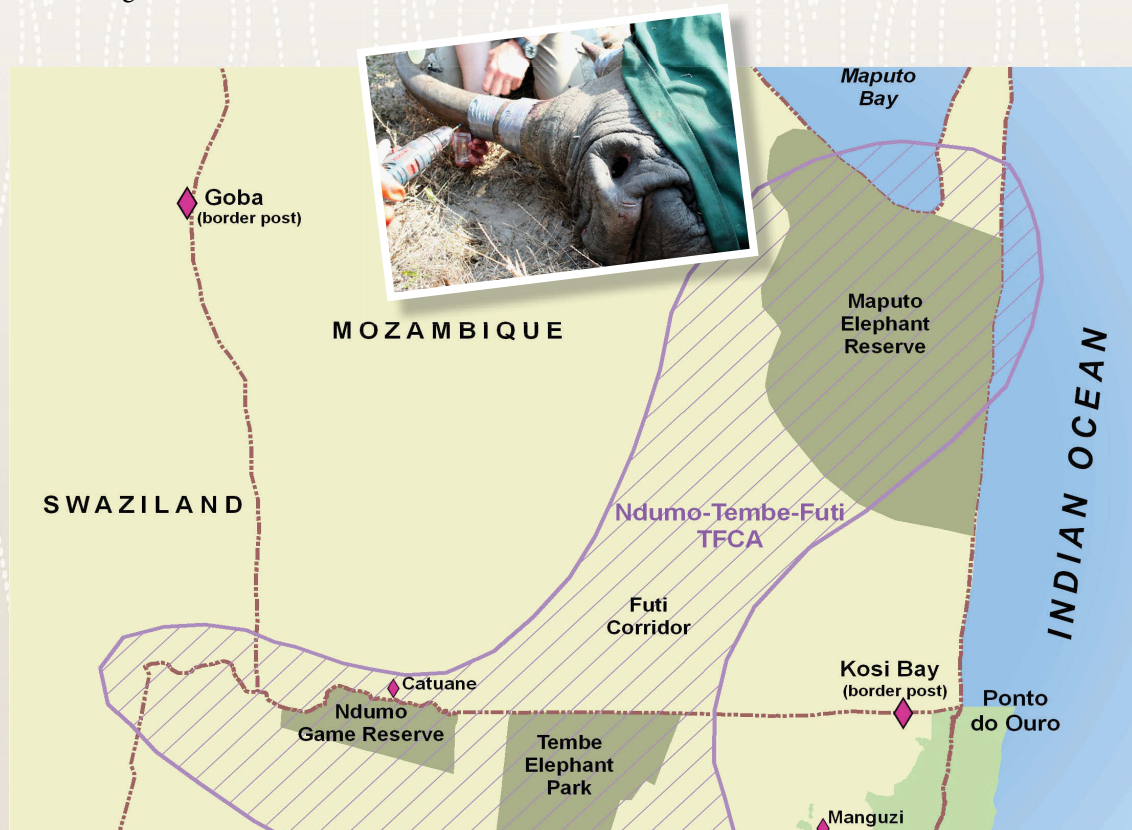 Maputo
Bay
Goba
(border post)
MOZAMBIQUE
Maputo
Elephant
Reserve
INDIAN OCEAN
SWAZILAND
Ndumo-Tembe-Futi
TFCA
Futi
Corridor
Kosi Bay
(border post)
Catuane
Ponto
do Ouro
Ndumo
Game Reserve
Tembe
Elephant
Park
Manguzi